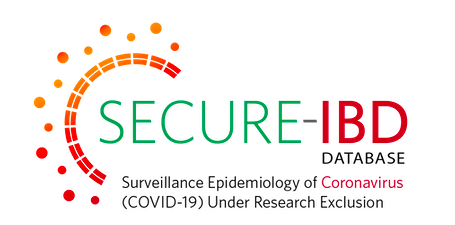 SECURE-IBD
DATABASE
Surveillance Epidemiology of Coronavirus
(COVID-19) Under Research Exclusion